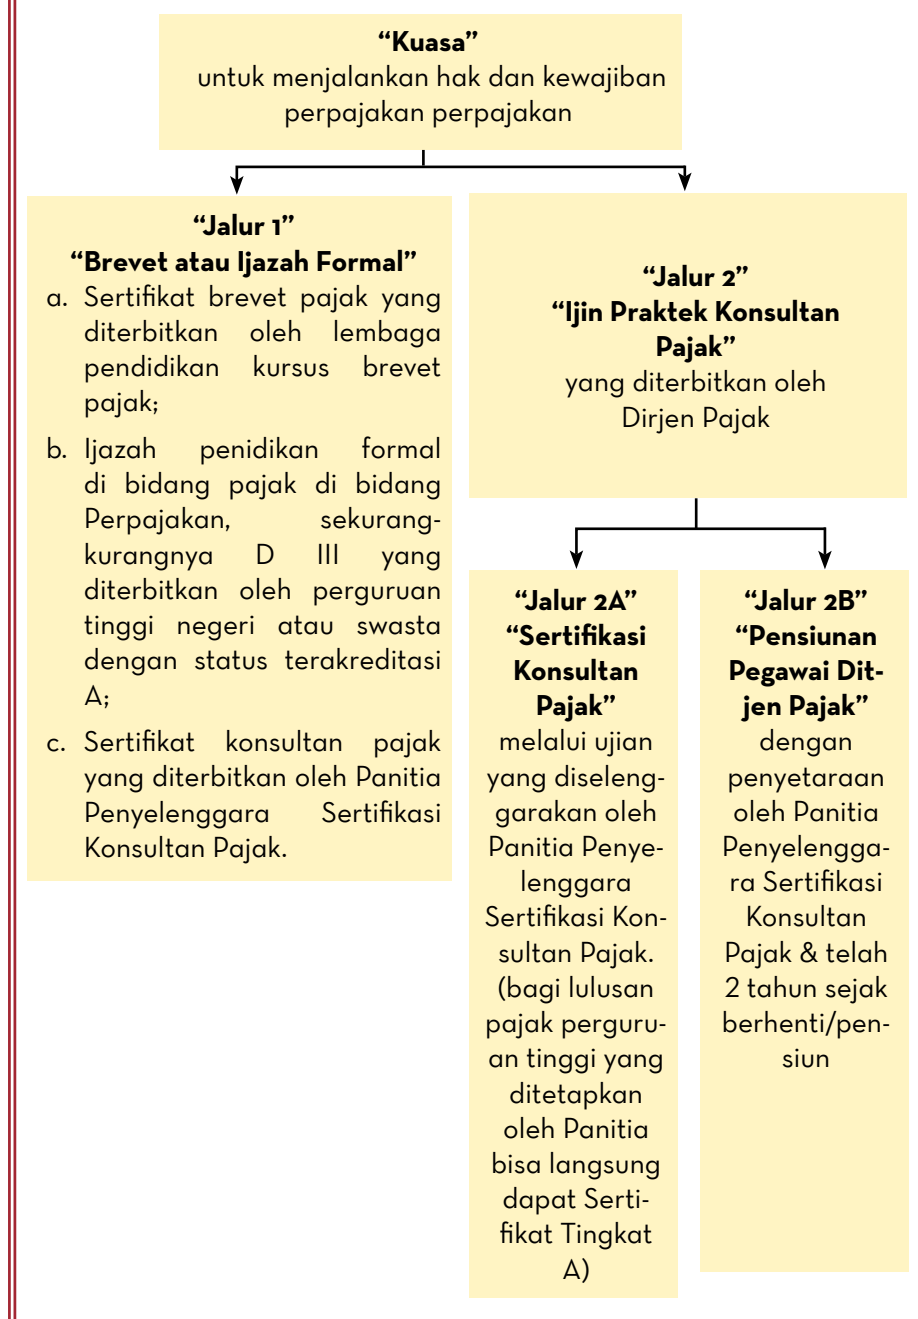 “Kuasa”
untuk menjalankan hak dan kewajiban
perpajakan perpajakan
“Jalur 1”
“Brevet atau Ijazah Formal”
a. Sertifikat brevet pajak yang
diterbitkan oleh lembaga
pendidikan kursus brevet
pajak;
b. Ijazah penidikan formal
di bidang pajak di bidang
Perpajakan, sekurang-
kurangnya D III yang
diterbitkan oleh perguruan
tinggi negeri atau swasta
dengan status terakreditasi
A;
c. Sertifikat konsultan pajak
yang diterbitkan oleh Panitia
Penyelenggara Sertifikasi
Konsultan Pajak.
“Jalur 2”
“Ijin Praktek Konsultan
Pajak”
yang diterbitkan oleh
Dirjen Pajak
“Jalur 2A”
“Sertifikasi
Konsultan
Pajak”
melalui ujian
yang diseleng-
garakan oleh
Panitia Penye-
lenggara
Sertifikasi Kon-
sultan Pajak.
(bagi lulusan
pajak perguru-
an tinggi yang
ditetapkan
oleh Panitia
bisa langsung
dapat Serti-
fikat Tingkat
A)
“Jalur 2B”
“Pensiunan
Pegawai Dit-
jen Pajak”
dengan
penyetaraan
oleh Panitia
Penyelengga-
ra Sertifikasi
Konsultan
Pajak & telah
2 tahun sejak
berhenti/pen-
siun